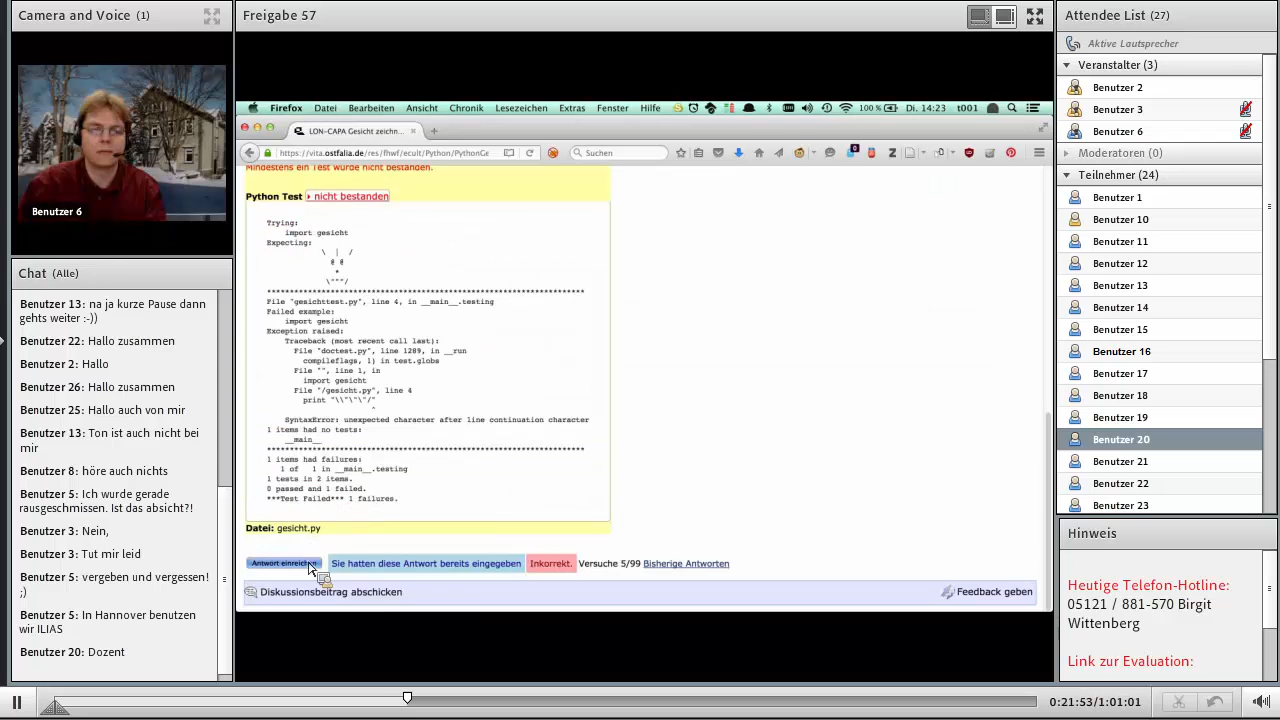 Camera and Voice (1)
Benutzer 6
Chat (Alle)
Benutzer 13: na ja kurze Pause dann
gehts weiter :-))
Benutzer 22: Hallo zusammen
Benutzer 2: Hallo
Benutzer 26: Hallo zusammen
Benutzer 25: Hallo auch von mir
Benutzer 13: Ton ist auch nicht bei
mir
Benutzer 8: höre auch nichts
Benutzer 5: Ich wurde gerade
rausgeschmissen. Ist das absicht?!
Benutzer 3: Nein,
Benutzer 3: Tut mir leid
Benutzer 5: vergeben und vergessen!
;)
Benutzer 5: In Hannover benutzen
wir ILIAS
Benutzer 20: Dozent
Freigabe 57
Firefox Datei Bearbeiten Ansicht Chronik Lesezeichen Extras Fenster Hilfe 100 % Di. 14:23 t001
LON-CAPA Gesicht zeichn...
https://vita.ostfalia.de/res/fhwf/ecult/Python/PythonGe
Suchen
Mindestens ein Test wurde nicht bestanden.
Python Test nicht bestanden
Trying:
import gesicht
Expecting:
\ | /
@ @
*
\"""/
****************************************************************
File "gesichttest.py", line 4, in __main__.testing
Failed example:
import gesicht
Exception raised:
Traceback (most recent call last):
File "doctest.py", line 1289, in __run
compileflags, 1) in test.globs
File "", line 1, in
import gesicht
File "/gesicht.py", line 4
print "\\"\"\"/"
^
SyntaxError: unexpected character after line continuation character
1 items had no tests:
__main__
****************************************************************
1 items had failures:
1 of 1 in __main__.testing
1 tests in 2 items.
0 passed and 1 failed.
***Test Failed*** 1 failures.
Datei: gesicht.py
Antwort einreichen Sie hatten diese Antwort bereits eingegeben Inkorrekt. Versuche 5/99 Bisherige Antworten
Diskussionsbeitrag abschicken
Feedback geben
Attendee List (27)
Aktive Lautsprecher
Veranstalter (3)
Benutzer 2
Benutzer 3
Benutzer 6
Moderatoren (0)
Teilnehmer (24)
Benutzer 1
Benutzer 10
Benutzer 11
Benutzer 12
Benutzer 13
Benutzer 14
Benutzer 15
Benutzer 16
Benutzer 17
Benutzer 18
Benutzer 19
Benutzer 20
Benutzer 21
Benutzer 22
Benutzer 23
Hinweis
Heutige Telefon-Hotline:
05121 / 881-570 Birgit
Wittenberg
Link zur Evaluation:
0:21:53/1:01:01